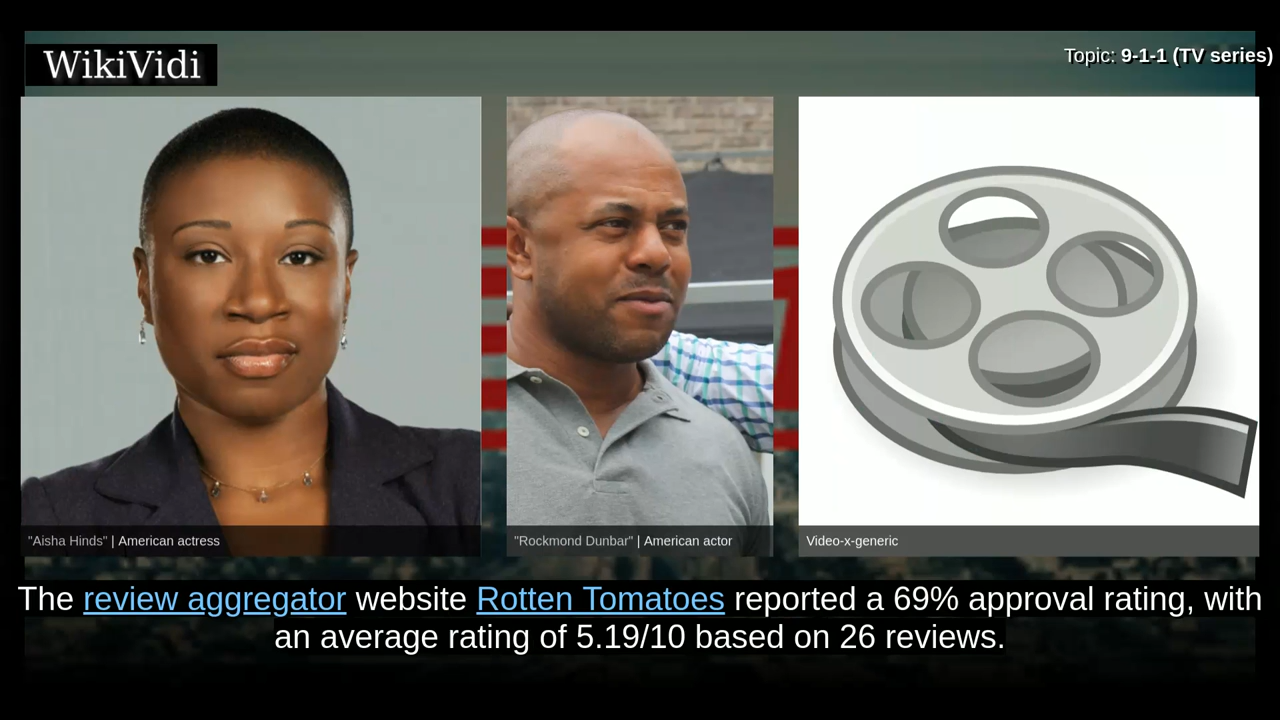 WikiVidi
Topic: 9-1-1 (TV series)
"Aisha Hinds" | American actress
"Rockmond Dunbar" | American actor
Video-x-generic
The review aggregator website Rotten Tomatoes reported a 69% approval rating, with
an average rating of 5.19/10 based on 26 reviews.